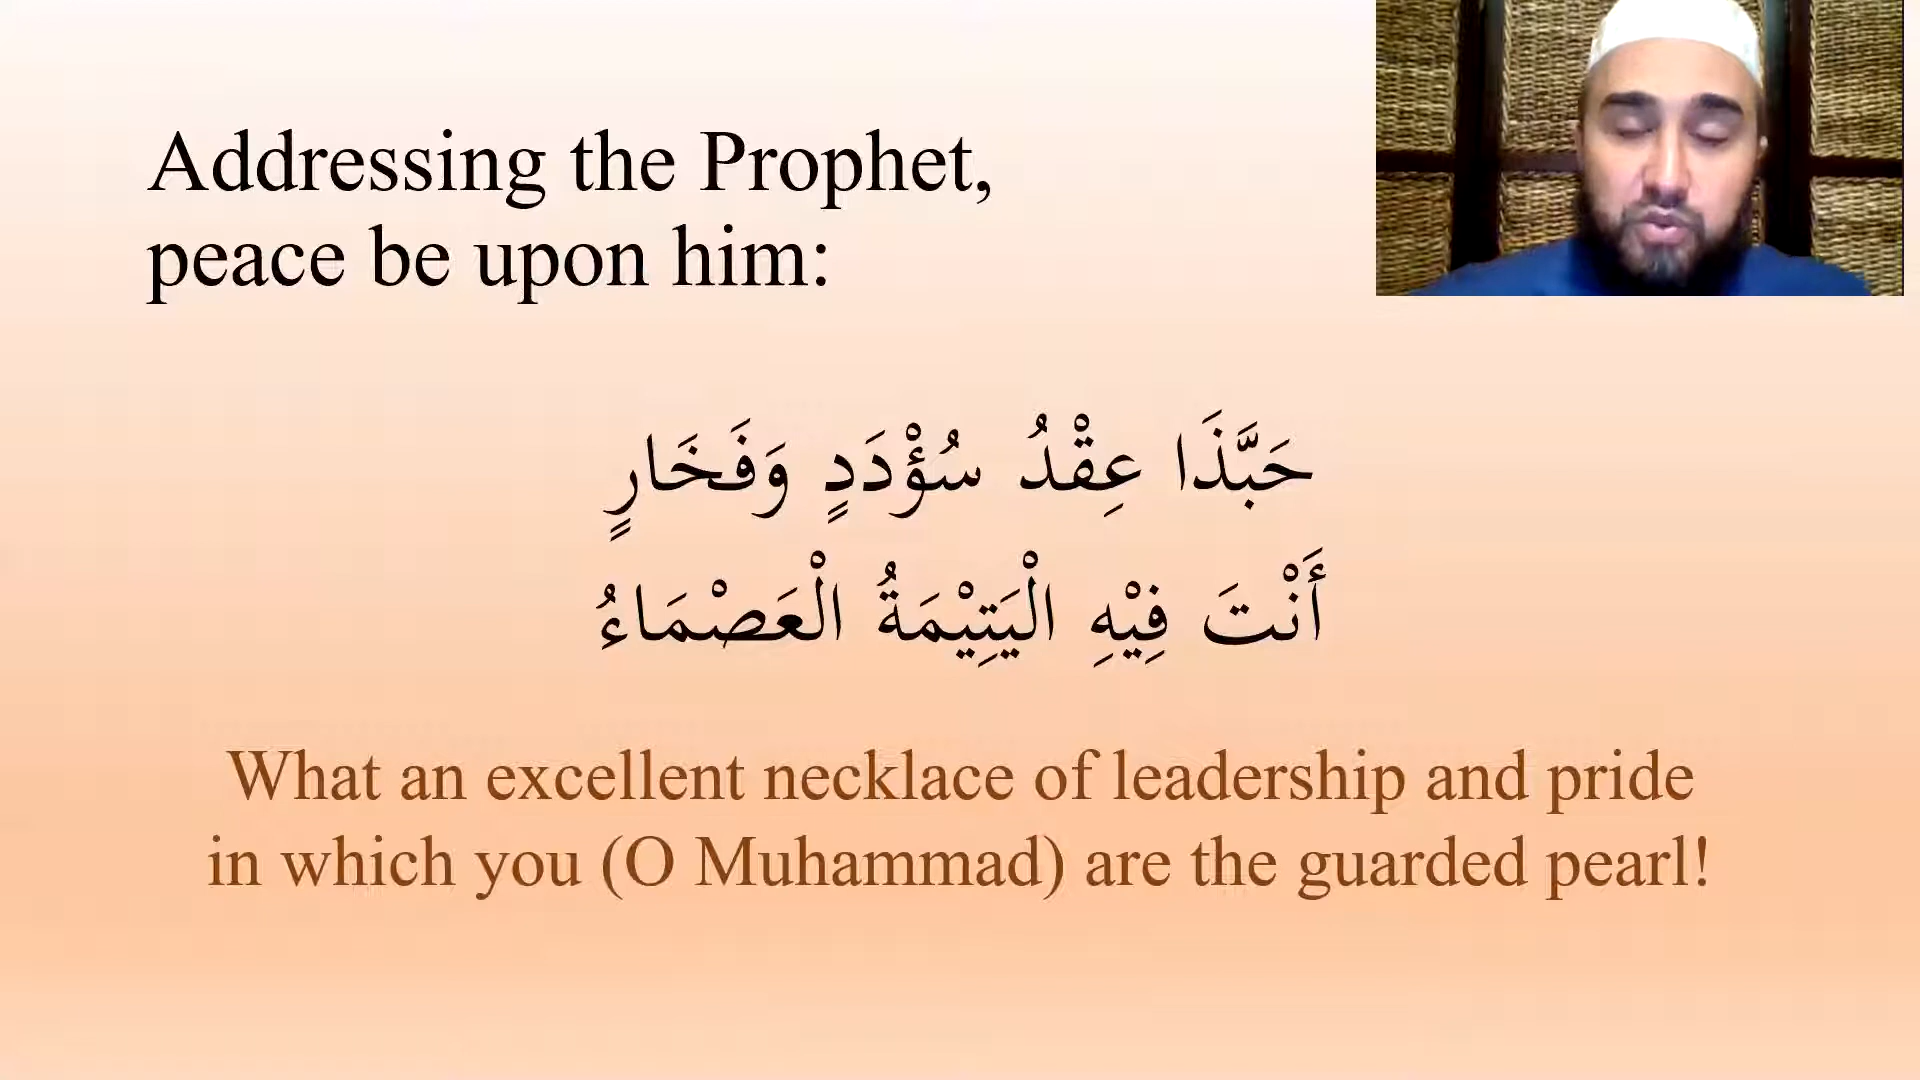 Addressing the Prophet,
peace be upon him:
حَبَّذَا عِقْدُ سُؤْدَدٍ وَفَخَارٍ
أَنْتَ فِيْهِ الْيَتِيْمَةُ الْعَصْمَاءُ
What an excellent necklace of leadership and pride
in which you (O Muhammad) are the guarded pearl!